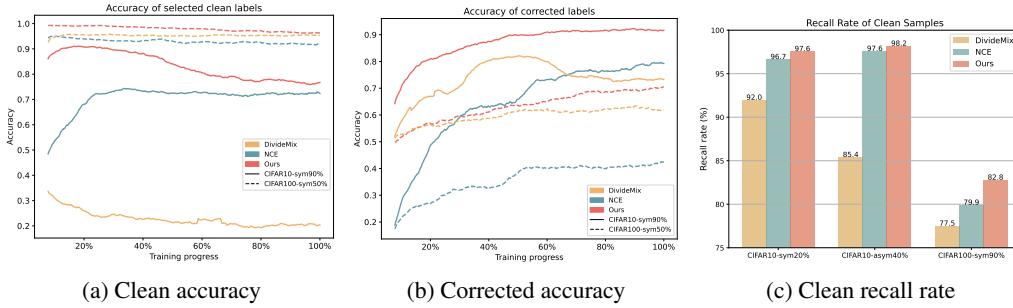 Accuracy of selected clean labels
1.0
0.9
0.8
0.7
0.6
0.5
0.4
0.3
0.2
Accuracy
20%
40%
60%
80%
100%
Training progress
DivideMix
NCE
Ours
CIFAR10-sym90%
CIFAR100-sym50%
(a) Clean accuracy
Accuracy of corrected labels
0.9
0.8
0.7
0.6
0.5
0.4
0.3
0.2
Accuracy
20%
40%
60%
80%
100%
Training progress
DivideMix
NCE
Ours
CIFAR10-sym90%
CIFAR100-sym50%
(b) Corrected accuracy
Recall Rate of Clean Samples
100
95
90
85
80
75
Recall rate (%)
92.0
96.7
97.6
85.4
97.6
98.2
77.5
79.9
82.8
CIFAR10-sym20%
CIFAR10-asym40%
CIFAR100-sym90%
DivideMix
NCE
Ours
(c) Clean recall rate